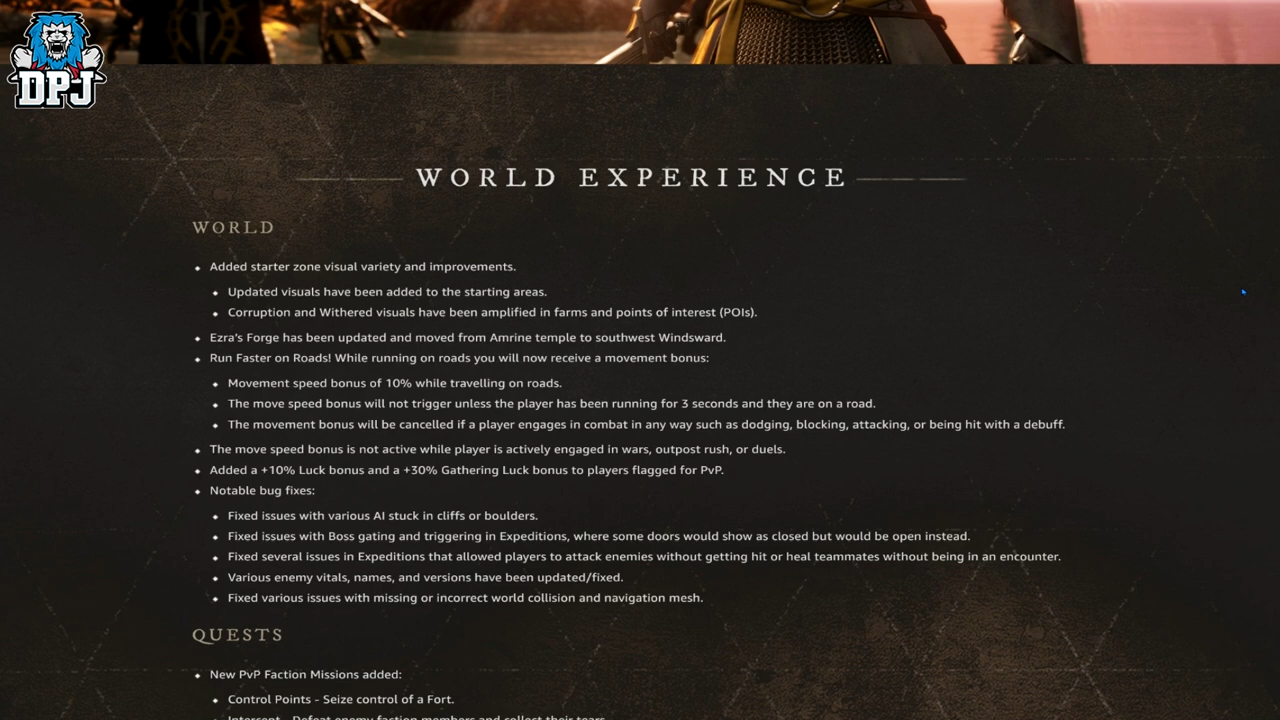 DPJ
WORLD EXPERIENCE
WORLD
Added starter zone visual variety and improvements.
Updated visuals have been added to the starting areas.
Corruption and Withered visuals have been amplified in farms and points of interest (POIs).
Ezra's Forge has been updated and moved from Amrine temple to southwest Windsward.
Run Faster on Roads! While running on roads you will now receive a movement bonus:
Movement speed bonus of 10% while travelling on roads.
The move speed bonus will not trigger unless the player has been running for 3 seconds and they are on a road.
The movement bonus will be cancelled if a player engages in combat in any way such as dodging, blocking, attacking, or being hit with a debuff.
The move speed bonus is not active while player is actively engaged in wars, outpost rush, or duels.
Added a +10% Luck bonus and a +30% Gathering Luck bonus to players flagged for PvP.
Notable bug fixes:
Fixed issues with various AI stuck in cliffs or boulders.
Fixed issues with Boss gating and triggering in Expeditions, where some doors would show as closed but would be open instead.
Fixed several issues in Expeditions that allowed players to attack enemies without getting hit or heal teammates without being in an encounter.
Various enemy vitals, names, and versions have been updated/fixed.
Fixed various issues with missing or incorrect world collision and navigation mesh.
QUESTS
New PvP Faction Missions added:
Control Points - Seize control of a Fort.
Intercept - Defeat enemy faction members and collect their tears.